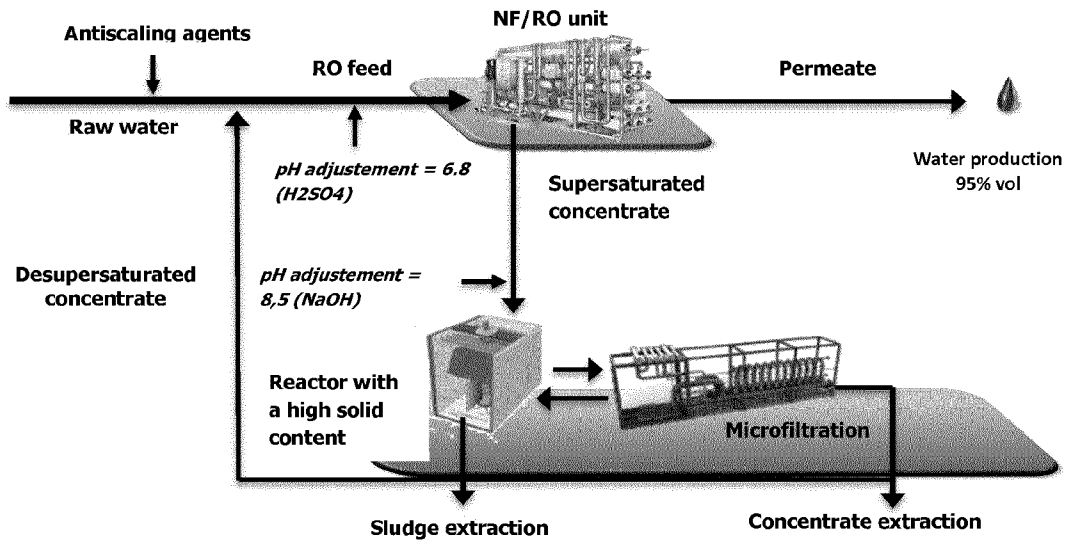 NF/RO unit
Antiscaling agents
RO feed
Permeate
Raw water
pH adjustement = 6.8
(H2SO4)
Water production
95% vol
Supersaturated
concentrate
Desupersaturated
concentrate
pH adjustement =
8,5 (NaOH)
Reactor with
a high solid
content
Microfiltration
Sludge extraction
Concentrate extraction